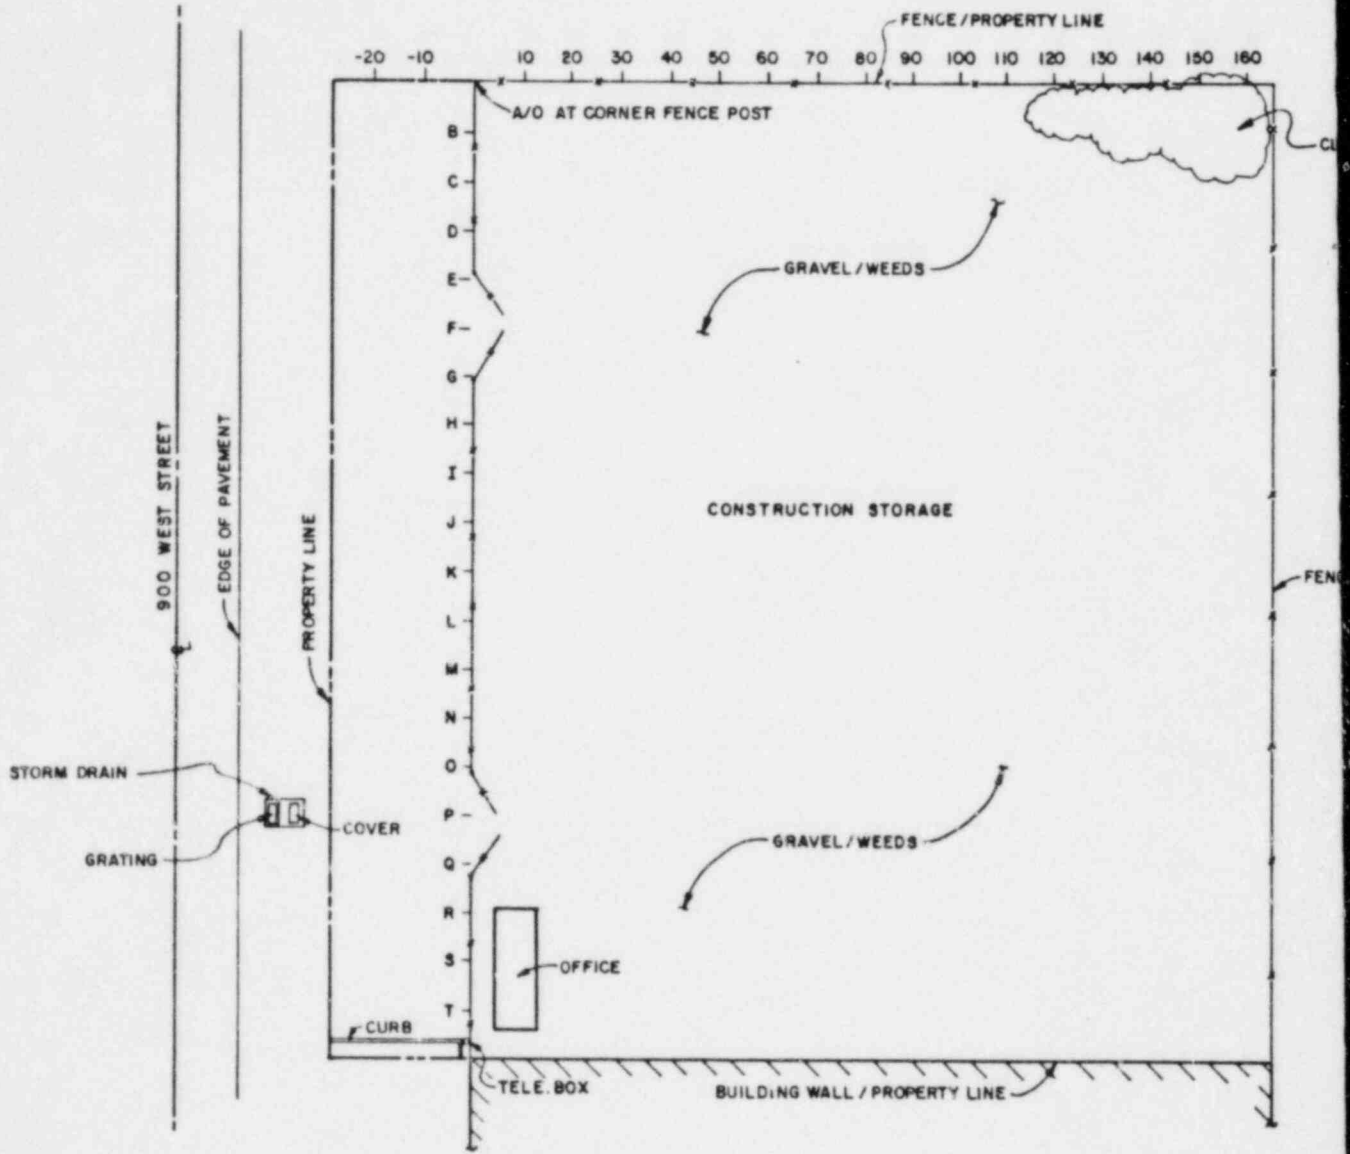 FENCE/PROPERTY LINE
-20 -10 10 20 30 40 50 60 70 80 90 100 110 120 130 140 150 160
A/O AT CORNER FENCE POST
B
CL
C
D
E
GRAVEL/WEEDS
F
G
H
900 WEST STREET
EDGE OF PAVEMENT
PROPERTY LINE
I
CONSTRUCTION STORAGE
J
K
FENC
L
M
N
O
STORM DRAIN
P
COVER
GRATING
GRAVEL/WEEDS
Q
R
S
OFFICE
T
CURB
TELE. BOX
BUILDING WALL / PROPERTY LINE